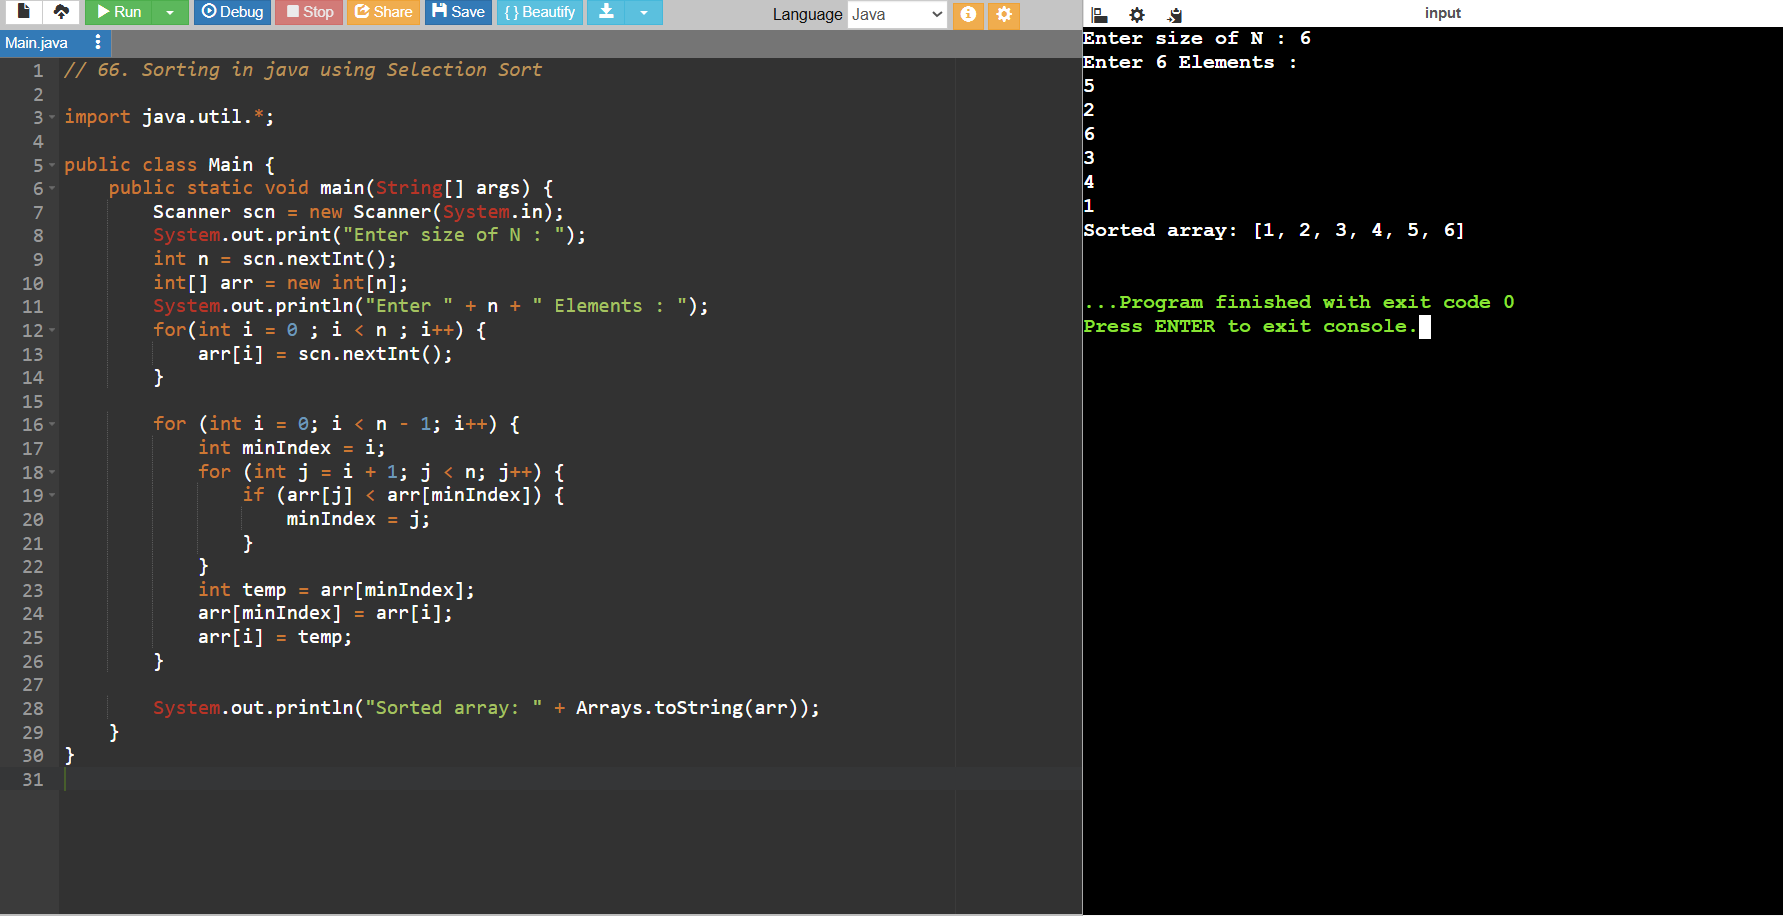 Run Debug Stop Share Save { } Beautify Language Java
Main.java
1 // 66. Sorting in java using Selection Sort
2
3 import java.util.*;
4
5 public class Main {
6     public static void main(String[] args) {
7         Scanner scn = new Scanner(System.in);
8         System.out.print("Enter size of N : ");
9         int n = scn.nextInt();
10         int[] arr = new int[n];
11         System.out.println("Enter " + n + " Elements : ");
12         for(int i = 0 ; i < n ; i++) {
13             arr[i] = scn.nextInt();
14         }
15
16         for (int i = 0; i < n - 1; i++) {
17             int minIndex = i;
18             for (int j = i + 1; j < n; j++) {
19                 if (arr[j] < arr[minIndex]) {
20                     minIndex = j;
21                 }
22             }
23             int temp = arr[minIndex];
24             arr[minIndex] = arr[i];
25             arr[i] = temp;
26         }
27
28         System.out.println("Sorted array: " + Arrays.toString(arr));
29     }
30 }
31
input
Enter size of N : 6
Enter 6 Elements :
5
2
6
3
4
1
Sorted array: [1, 2, 3, 4, 5, 6]
...Program finished with exit code 0
Press ENTER to exit console.